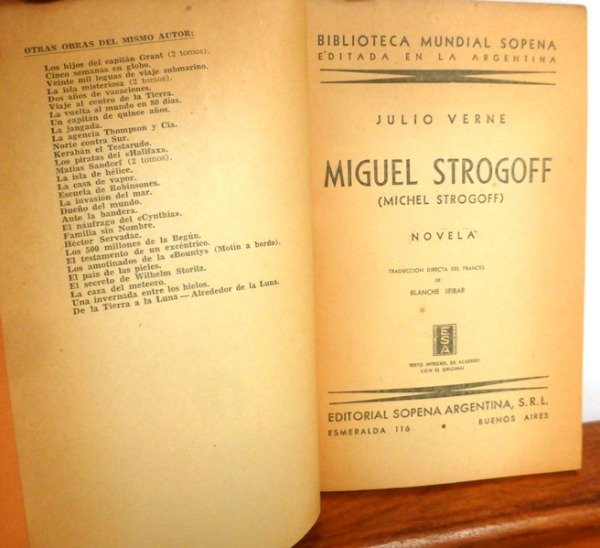 OTRAS OBRAS DEL MISMO AUTOR:
Los hijos del capitán Grant (2 tomos).
Cinco semanas en globo.
Veinte mil leguas de viaje submarino.
La isla misteriosa (2 tomos).
Dos años de vacaciones.
Viaje al centro de la Tierra.
La vuelta al mundo en 80 días.
Un capitán de quince años.
La jangada.
La agencia Thompson y Cía.
Norte contra Sur.
Kerabán el Testarudo.
Los piratas del «Halifax».
Matías Sandorf (2 tomos).
La isla de hélice.
La casa de vapor.
Escuela de Robinsones.
La invasión del mar.
Dueño del mundo.
Ante la bandera.
El náufrago del «Cynthia».
Familia sin Nombre.
Héctor Servadac.
Los 500 millones de la Begún.
El testamento de un excéntrico.
Los amotinados de la «Bounty» (Motín a bordo).
El país de las pieles.
El secreto de Wilhelm Storitz.
La caza del meteoro.
Una invernada entre los hielos.
De la Tierra a la Luna — Alrededor de la Luna.
BIBLIOTECA MUNDIAL SOPENA
EDITADA EN LA ARGENTINA
JULIO VERNE
MIGUEL STROGOFF
(MICHEL STROGOFF)
NOVELA
TRADUCCION DIRECTA DEL FRANCES
DE
BLANCHE IRIBAR
ESA
TEXTO INTEGRO, DE ACUERDO
CON EL ORIGINAL
EDITORIAL SOPENA ARGENTINA, S.R.L.
ESMERALDA 116 • BUENOS AIRES